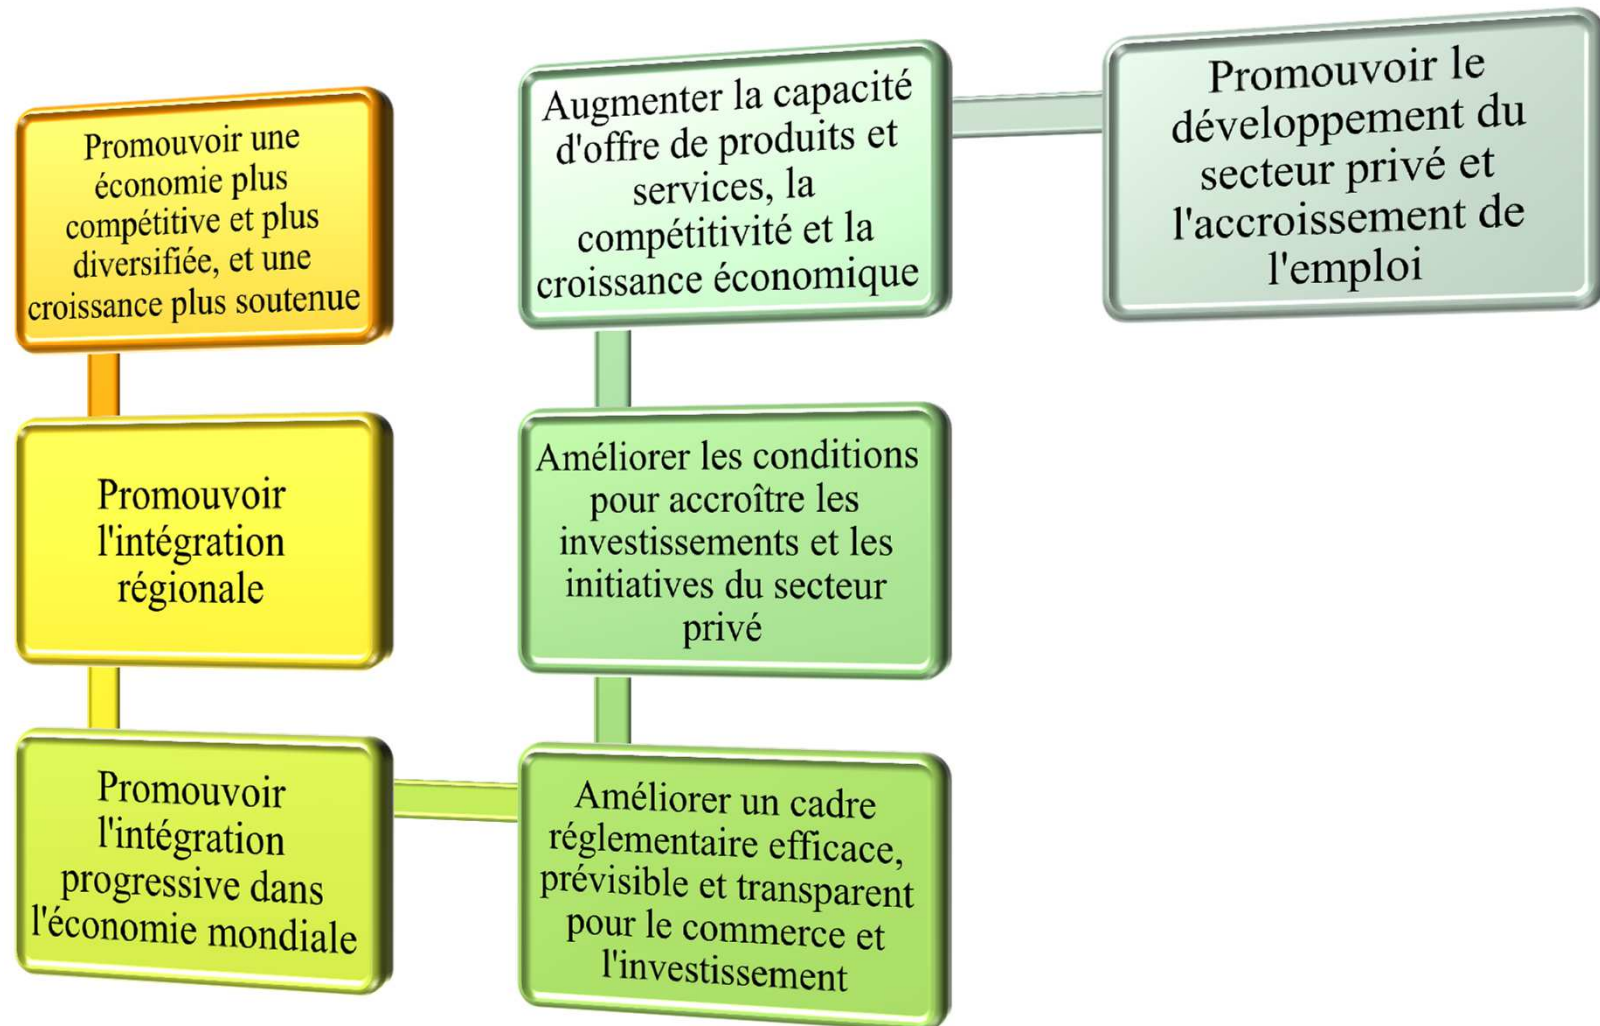 Promouvoir une
économie plus
compétitive et plus
diversifiée, et une
croissance plus soutenue
Promouvoir
l'intégration
régionale
Promouvoir
l'intégration
progressive dans
l'économie mondiale
Améliorer un cadre
réglementaire efficace,
prévisible et transparent
pour le commerce et
l'investissement
Améliorer les conditions
pour accroître les
investissements et les
initiatives du secteur
privé
Augmenter la capacité
d'offre de produits et
services, la
compétitivité et la
croissance économique
Promouvoir le
développement du
secteur privé et
l'accroissement de
l'emploi